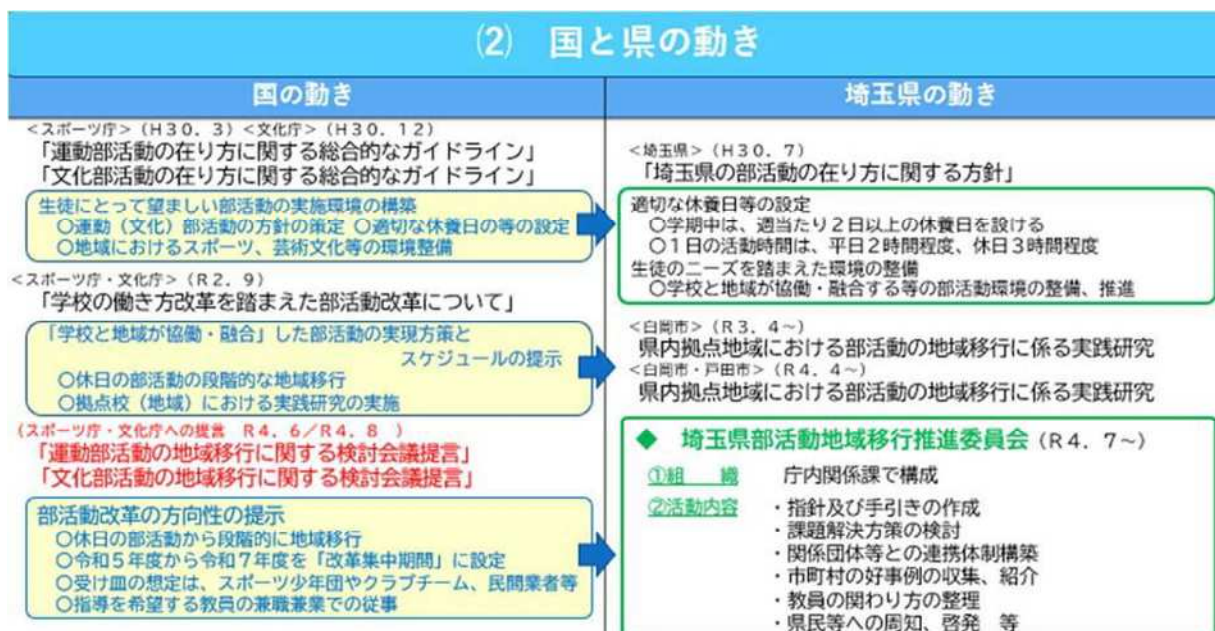 (2) 国と県の動き
国の動き
<スポーツ庁>（H30．3）<文化庁>（H30．12）
「運動部活動の在り方に関する総合的なガイドライン」
「文化部活動の在り方に関する総合的なガイドライン」
生徒にとって望ましい部活動の実施環境の構築
〇運動（文化）部活動の方針の策定 〇適切な休養日の等の設定
〇地域におけるスポーツ、芸術文化等の環境整備
<スポーツ庁・文化庁>（R2．9）
「学校の働き方改革を踏まえた部活動改革について」
「学校と地域が協働・融合」した部活動の実現方策と
スケジュールの提示
〇休日の部活動の段階的な地域移行
〇拠点校（地域）における実践研究の実施
(スポーツ庁・文化庁への提言 R4．6／R4．8 ）
「運動部活動の地域移行に関する検討会議提言」
「文化部活動の地域移行に関する検討会議提言」
部活動改革の方向性の提示
〇休日の部活動から段階的に地域移行
〇令和5年度から令和7年度を「改革集中期間」に設定
〇受け皿の想定は、スポーツ少年団やクラブチーム、民間業者等
〇指導を希望する教員の兼職兼業での従事
埼玉県の動き
<埼玉県>（H30．7）
「埼玉県の部活動の在り方に関する方針」
適切な休養日等の設定
〇学期中は、週当たり2日以上の休養日を設ける
〇1日の活動時間は、平日2時間程度、休日3時間程度
生徒のニーズを踏まえた環境の整備
〇学校と地域が協働・融合する等の部活動環境の整備、推進
<白岡市>（R3．4～）
県内拠点地域における部活動の地域移行に係る実践研究
<白岡市・戸田市>（R4．4～）
県内拠点地域における部活動の地域移行に係る実践研究
◆ 埼玉県部活動地域移行推進委員会（R4．7～）
①組 織 庁内関係課で構成
②活動内容 ・指針及び手引きの作成
・課題解決方策の検討
・関係団体等との連携体制構築
・市町村の好事例の収集、紹介
・教員の関わり方の整理
・県民等への周知、啓発 等